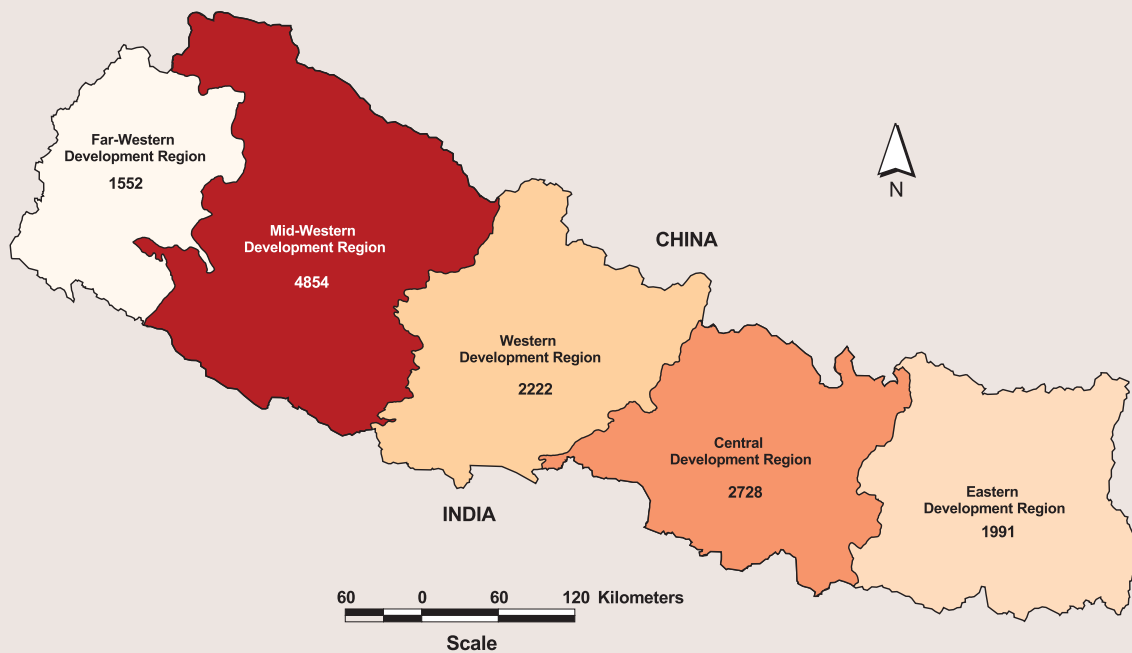 Far-Western
Development Region
1552
Mid-Western
Development Region
4854
CHINA
N
Western
Development Region
2222
Central
Development Region
2728
Eastern
Development Region
1991
INDIA
60 0 60 120 Kilometers
Scale